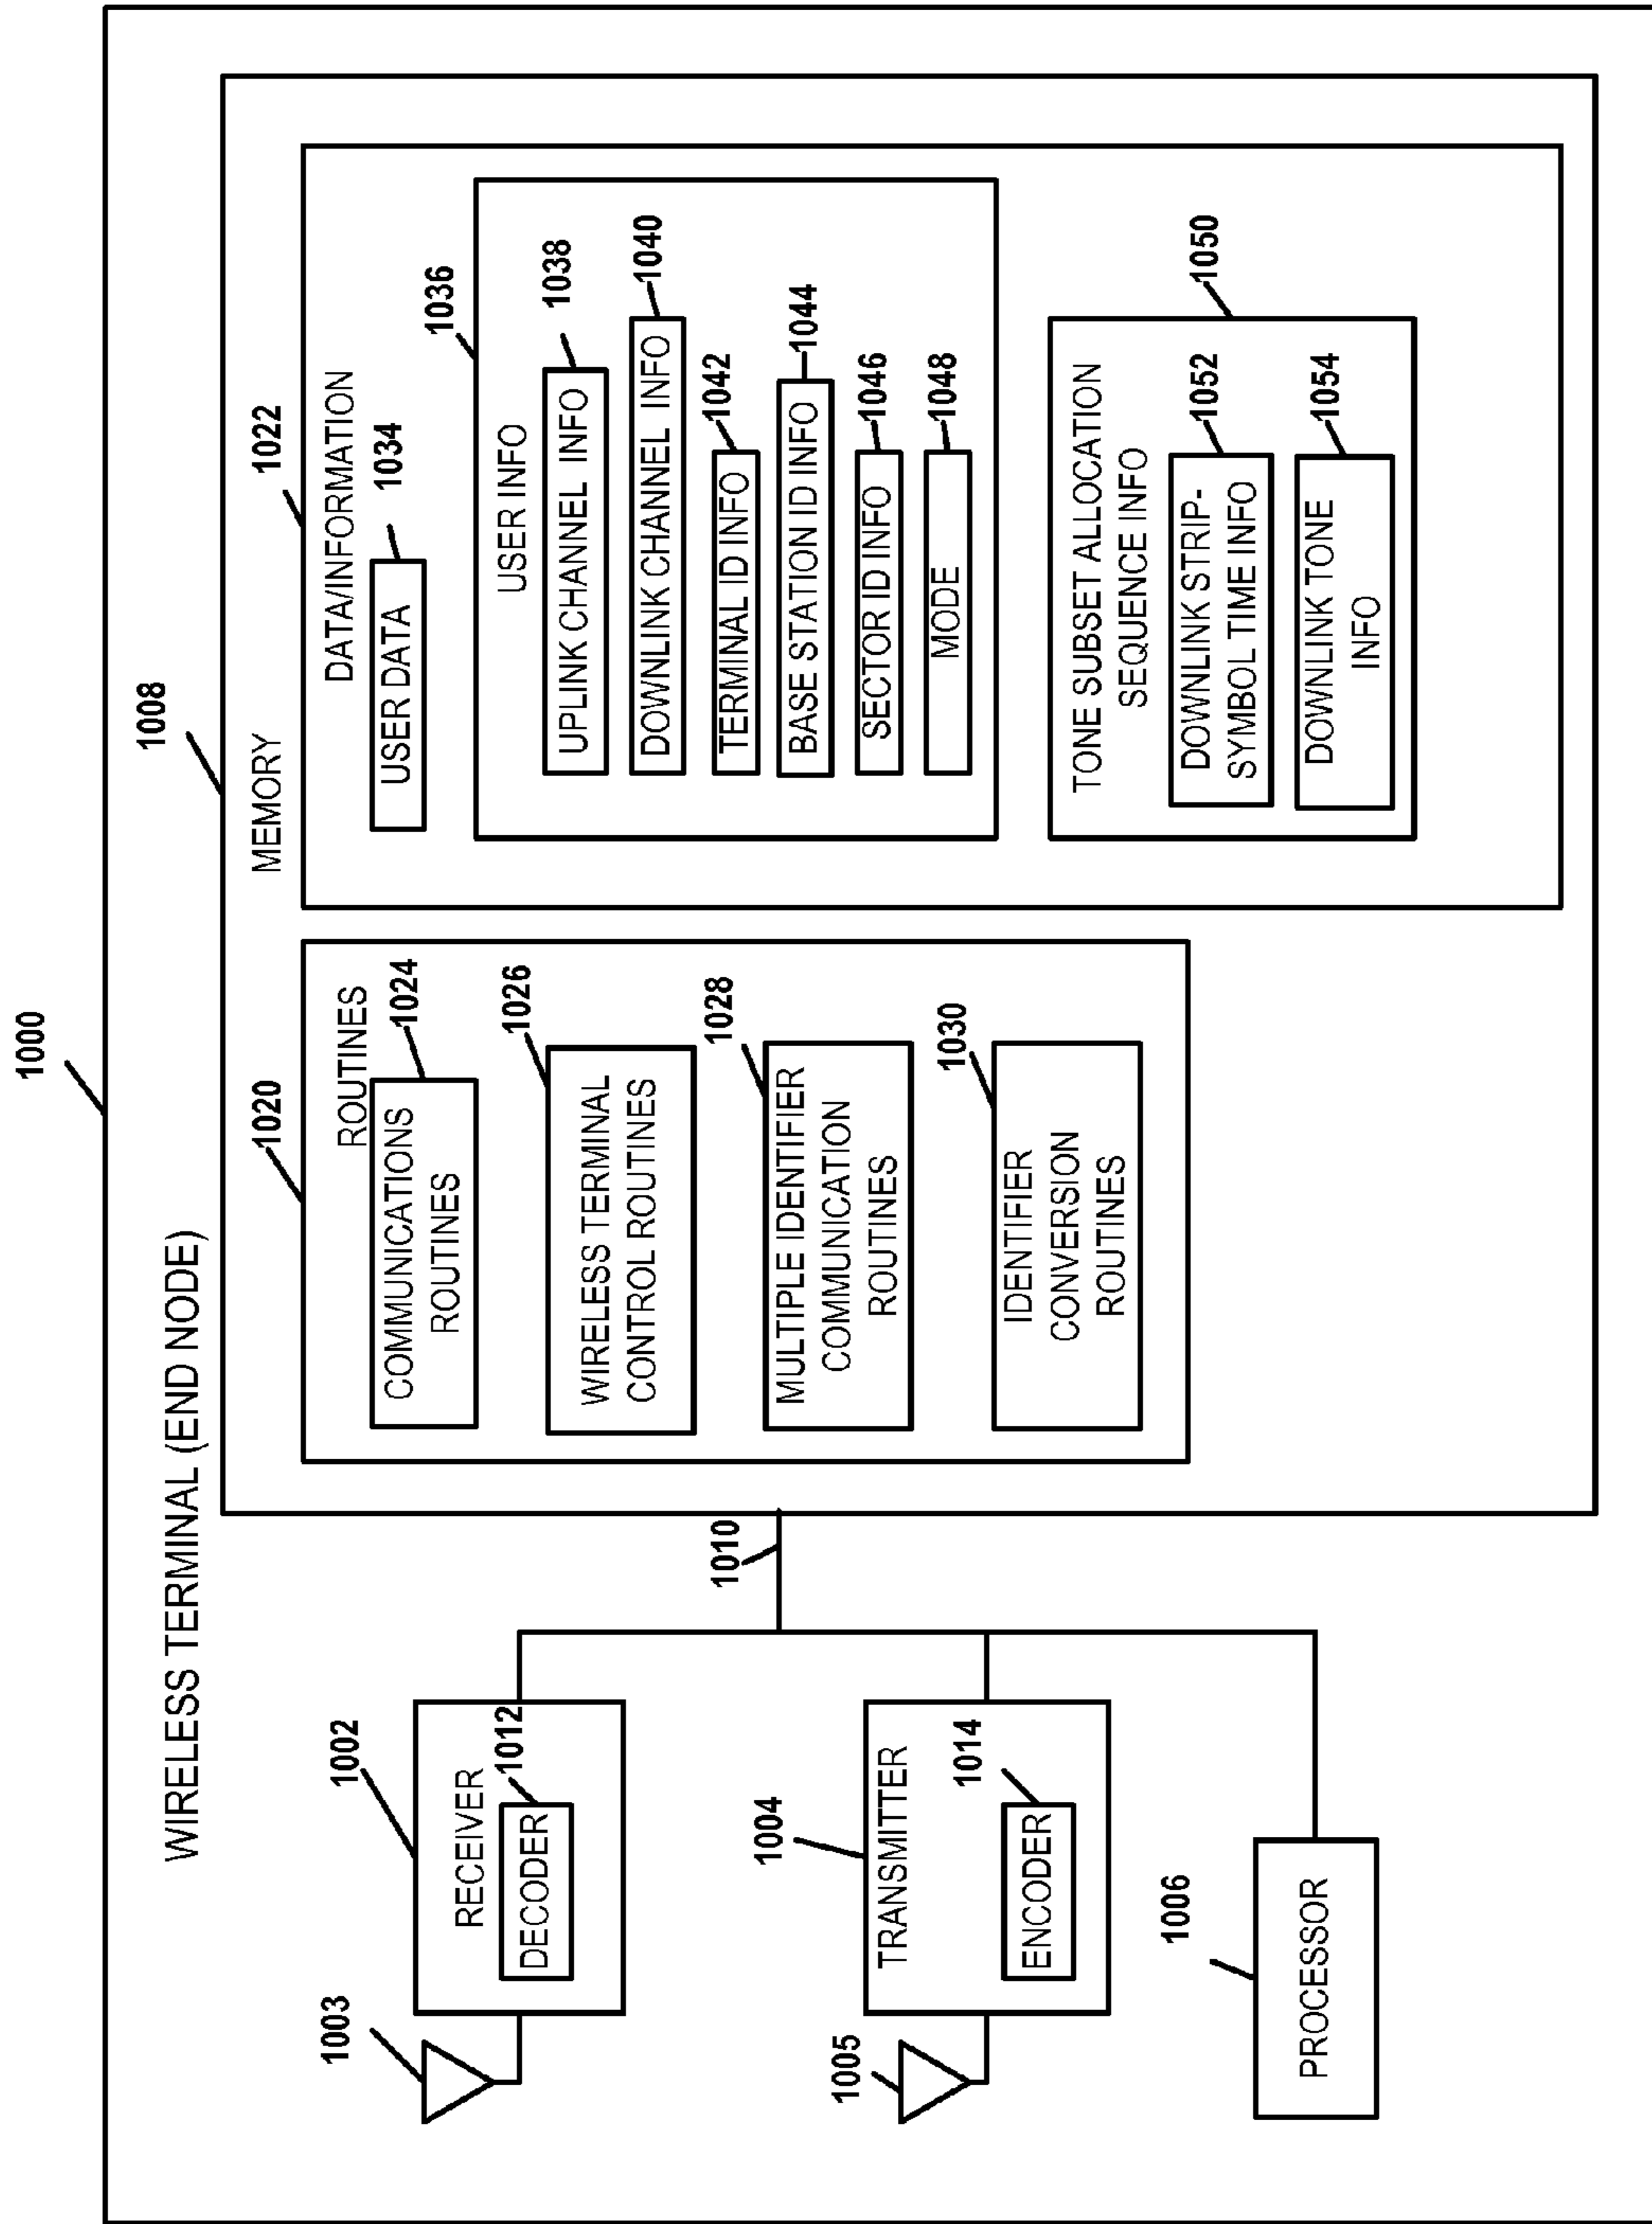 1000
WIRELESS TERMINAL (END NODE)
1003
1002
RECEIVER
1012
DECODER
1005
1004
TRANSMITTER
1014
ENCODER
1006
PROCESSOR
1010
1008
MEMORY
1020
ROUTINES
1024
COMMUNICATIONS
ROUTINES
1026
WIRELESS TERMINAL
CONTROL ROUTINES
1028
MULTIPLE IDENTIFIER
COMMUNICATION
ROUTINES
1030
IDENTIFIER
CONVERSION
ROUTINES
1022
DATA/INFORMATION
1034
USER DATA
1036
USER INFO
1038
UPLINK CHANNEL INFO
1040
DOWNLINK CHANNEL INFO
1042
TERMINAL ID INFO
1044
BASE STATION ID INFO
1046
SECTOR ID INFO
1048
MODE
1050
TONE SUBSET ALLOCATION
SEQUENCE INFO
1052
DOWNLINK STRIP-
SYMBOL TIME INFO
1054
DOWNLINK TONE
INFO